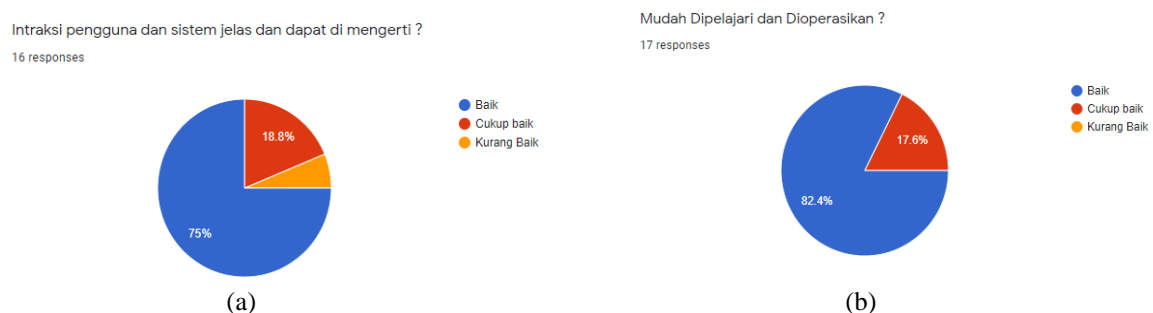 Intraksi pengguna dan sistem jelas dan dapat di mengerti ?
16 responses
Baik
Cukup baik
Kurang Baik
18.8%
75%
(a)
Mudah Dipelajari dan Dioperasikan ?
17 responses
Baik
Cukup baik
Kurang Baik
17.6%
82.4%
(b)